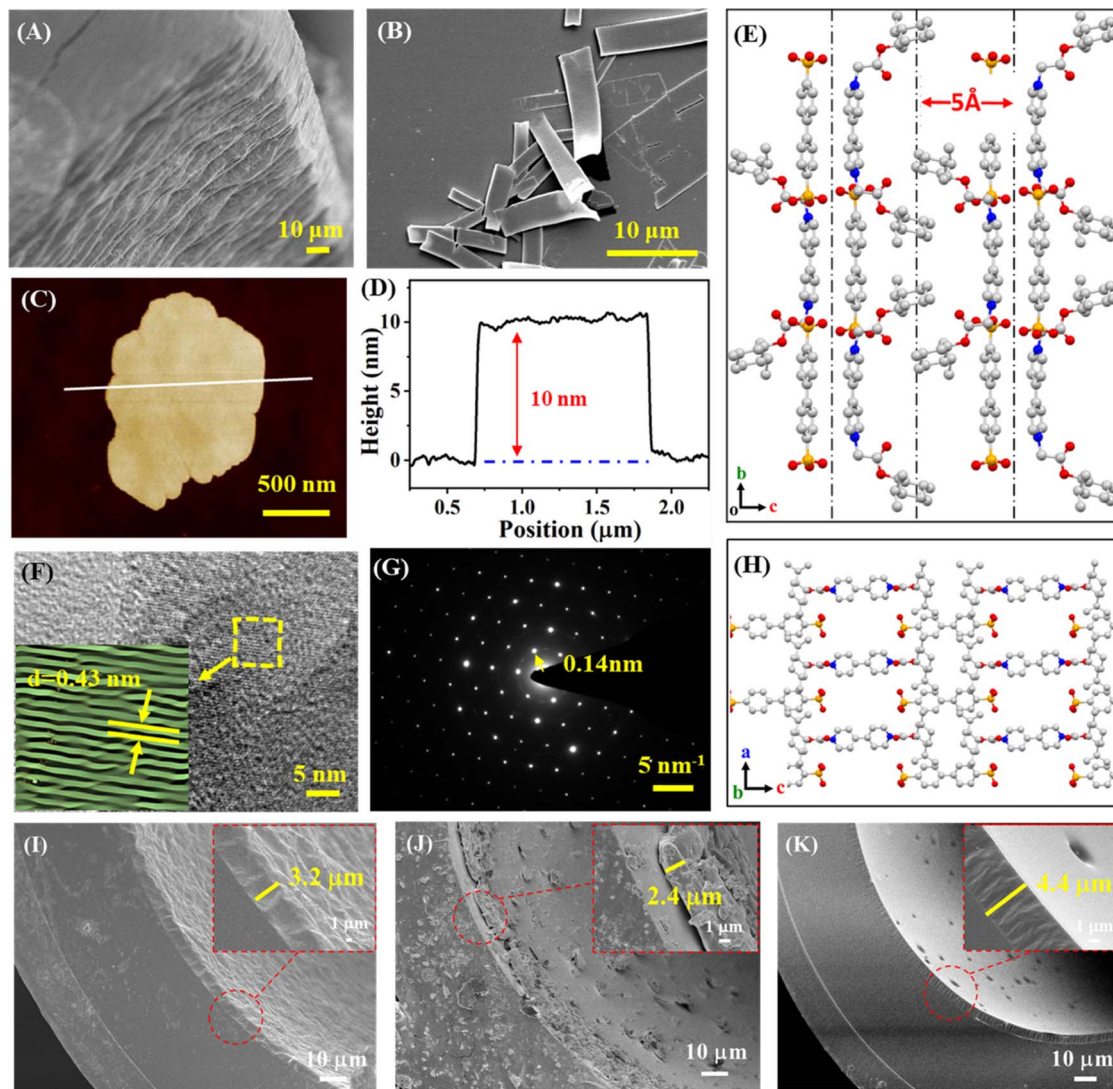 (A)
10 μm
(B)
10 μm
(C)
500 nm
(D)
Height (nm)
10
5
0
10 nm
0.5
1.0
1.5
2.0
Position (μm)
(E)
5Å
b
o
c
(F)
d=0.43 nm
5 nm
(G)
0.14nm
5 nm-1
(H)
a
b
c
(I)
3.2 μm
1 μm
10 μm
(J)
2.4 μm
1 μm
10 μm
(K)
4.4 μm
1 μm
10 μm